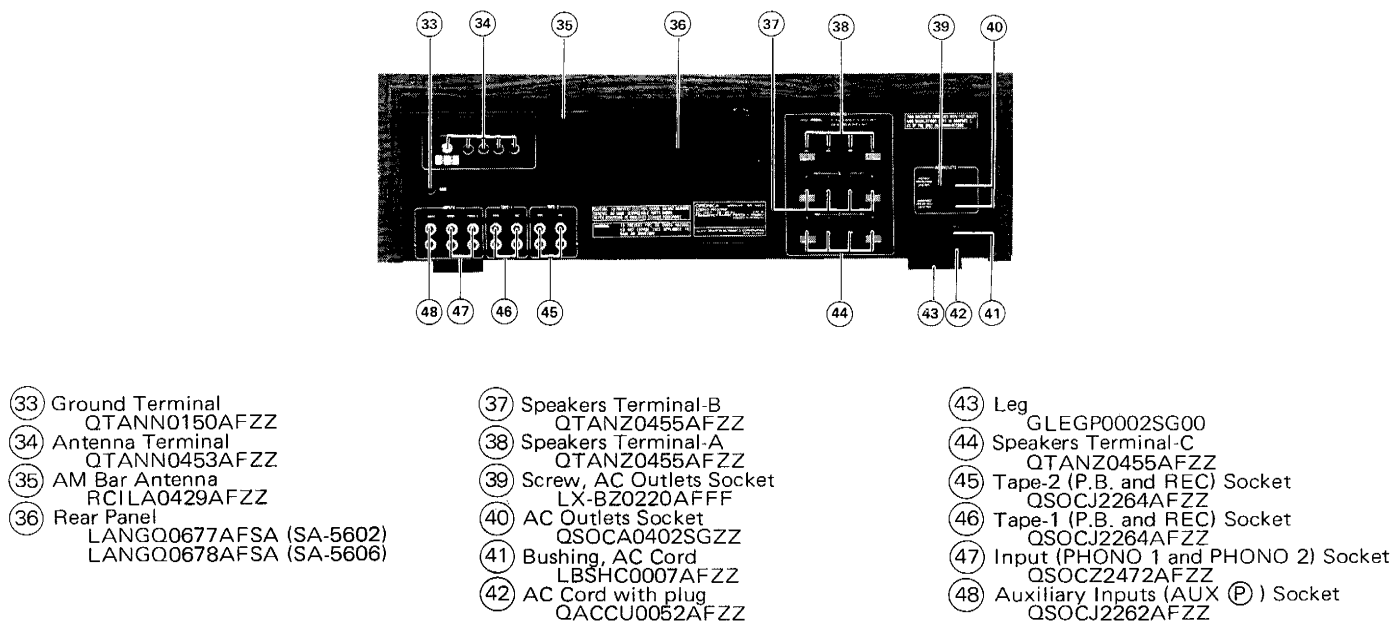 33 34 35 36 37 38 39 40
48 47 46 45 44 43 42 41
33 Ground Terminal
QTANN0150AFZZ
34 Antenna Terminal
QTANN0453AFZZ
35 AM Bar Antenna
RCILA0429AFZZ
36 Rear Panel
LANGQ0677AFSA (SA-5602)
LANGQ0678AFSA (SA-5606)
37 Speakers Terminal-B
QTANZ0455AFZZ
38 Speakers Terminal-A
QTANZ0455AFZZ
39 Screw, AC Outlets Socket
LX-BZ0220AFFF
40 AC Outlets Socket
QSOCA0402SGZZ
41 Bushing, AC Cord
LBSHC0007AFZZ
42 AC Cord with plug
QACCU0052AFZZ
43 Leg
GLEGP0002SG00
44 Speakers Terminal-C
QTANZ0455AFZZ
45 Tape-2 (P.B. and REC) Socket
QSOCJ2264AFZZ
46 Tape-1 (P.B. and REC) Socket
QSOCJ2264AFZZ
47 Input (PHONO 1 and PHONO 2) Socket
QSOCZ2472AFZZ
48 Auxiliary Inputs (AUX Ⓟ ) Socket
QSOCJ2262AFZZ